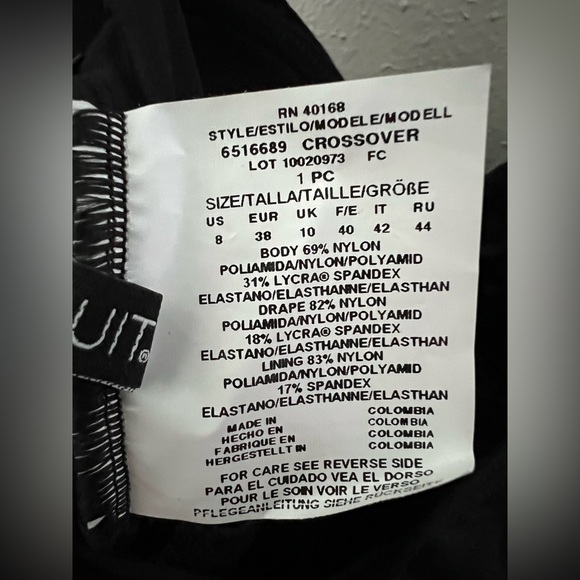 RN 40168
STYLE/ESTILO/MODELE/MODELL
6516689 CROSSOVER
LOT 10020973 FC
1 PC
SIZE/TALLA/TAILLE/GRÖßE
US EUR UK F/E IT RU
8 38 10 40 42 44
BODY 69% NYLON
POLIAMIDA/NYLON/POLYAMID
31% LYCRA® SPANDEX
ELASTANO/ELASTHANNE/ELASTHAN
DRAPE 82% NYLON
POLIAMIDA/NYLON/POLYAMID
18% LYCRA® SPANDEX
ELASTANO/ELASTHANNE/ELASTHAN
LINING 83% NYLON
POLIAMIDA/NYLON/POLYAMID
17% SPANDEX
ELASTANO/ELASTHANNE/ELASTHAN
MADE IN COLOMBIA
HECHO EN COLOMBIA
FABRIQUE EN COLOMBIA
HERGESTELLT IN COLOMBIA
FOR CARE SEE REVERSE SIDE
PARA EL CUIDADO VEA EL DORSO
POUR LE SOIN VOIR LE VERSO
PFLEGEANLEITUNG SIEHE RÜCKSEITE
UIT®